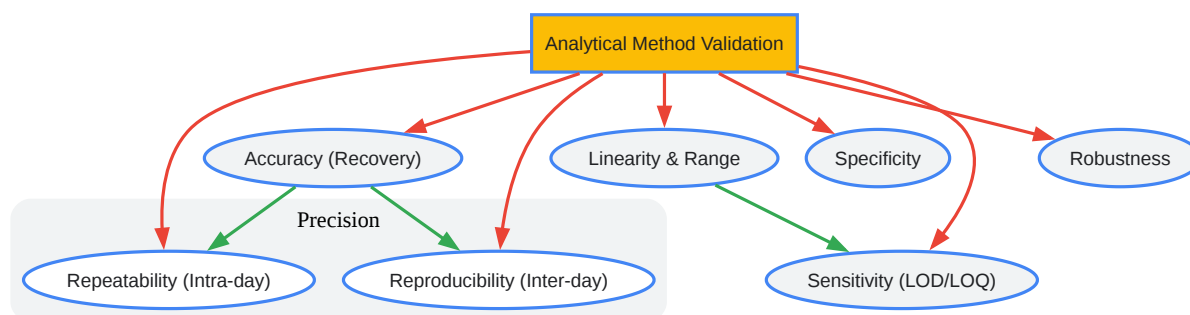 Analytical Method Validation
Accuracy (Recovery)
Linearity & Range
Specificity
Robustness
Precision
Repeatability (Intra-day)
Reproducibility (Inter-day)
Sensitivity (LOD/LOQ)